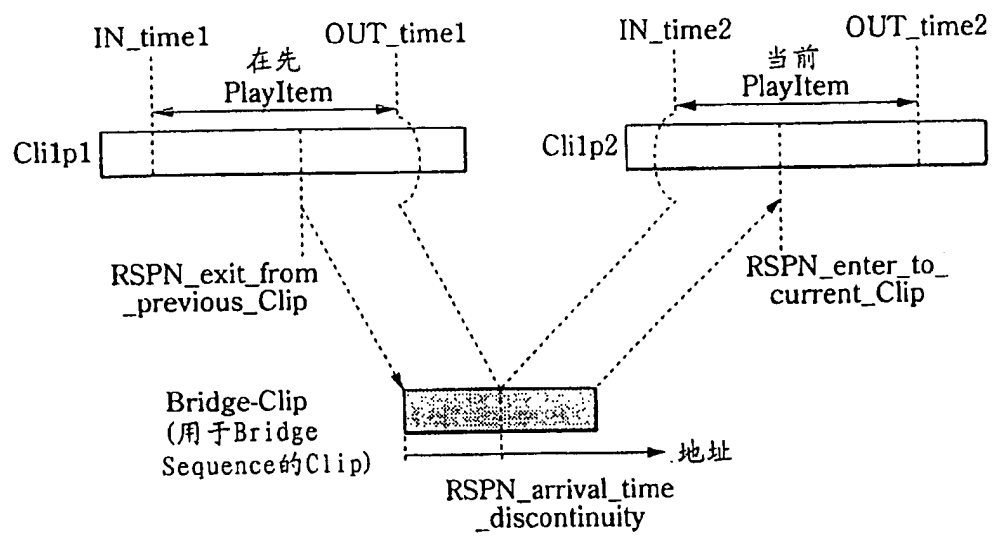 IN_time1
OUT_time1
IN_time2
OUT_time2
在先
PlayItem
当前
PlayItem
Cli1p1
Cli1p2
RSPN_exit_from
_previous_Clip
RSPN_enter_to_
current_Clip
Bridge-Clip
(用于Bridge
Sequence的Clip)
地址
RSPN_arrival_time
_discontinuity